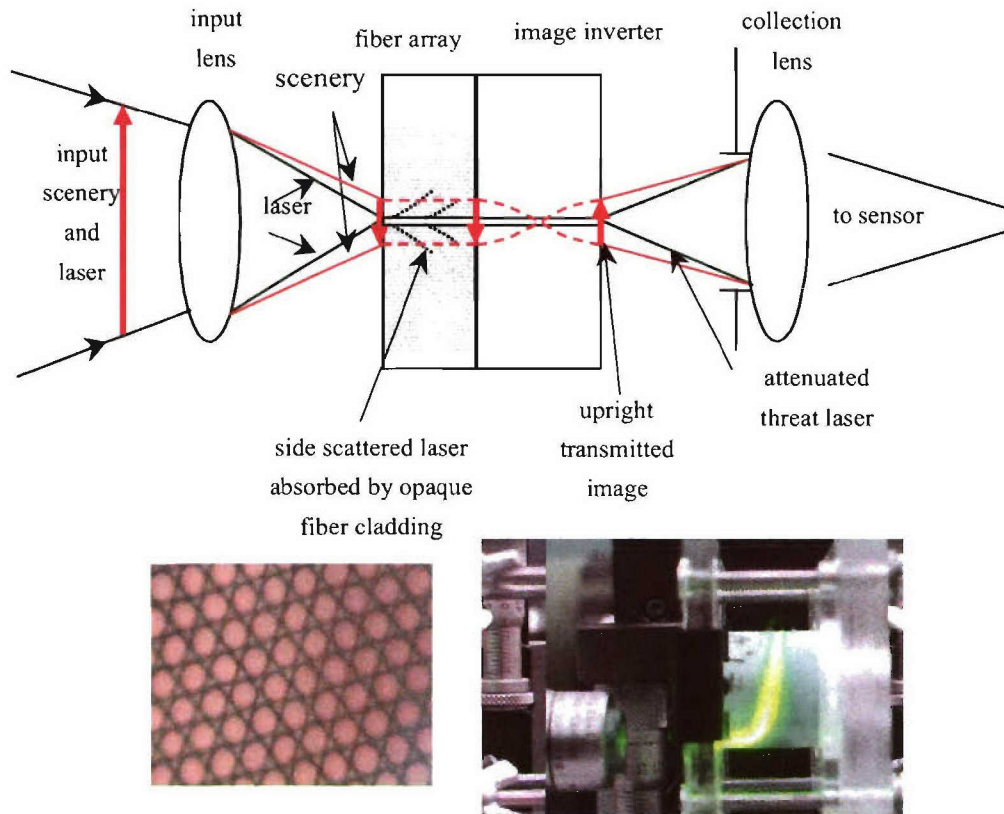 input
lens
fiber array
image inverter
collection
lens
scenery
input
scenery
and
laser
laser
to sensor
side scattered laser
absorbed by opaque
fiber cladding
upright
transmitted
image
attenuated
threat laser